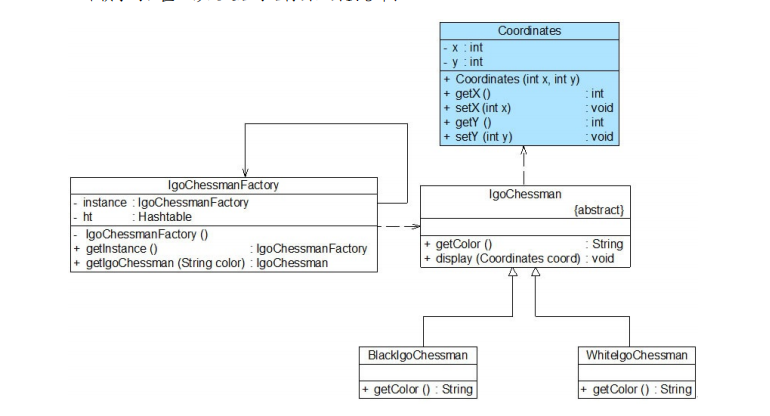 Coordinates
- x : int
- y : int
+ Coordinates (int x, int y)
+ getX () : int
+ setX (int x) : void
+ getY () : int
+ setY (int y) : void
IgoChessmanFactory
- instance : IgoChessmanFactory
- ht : Hashtable
- IgoChessmanFactory ()
+ getInstance () : IgoChessmanFactory
+ getIgoChessman (String color) : IgoChessman
IgoChessman
{abstract}
+ getColor () : String
+ display (Coordinates coord) : void
BlackIgoChessman
+ getColor () : String
WhiteIgoChessman
+ getColor () : String